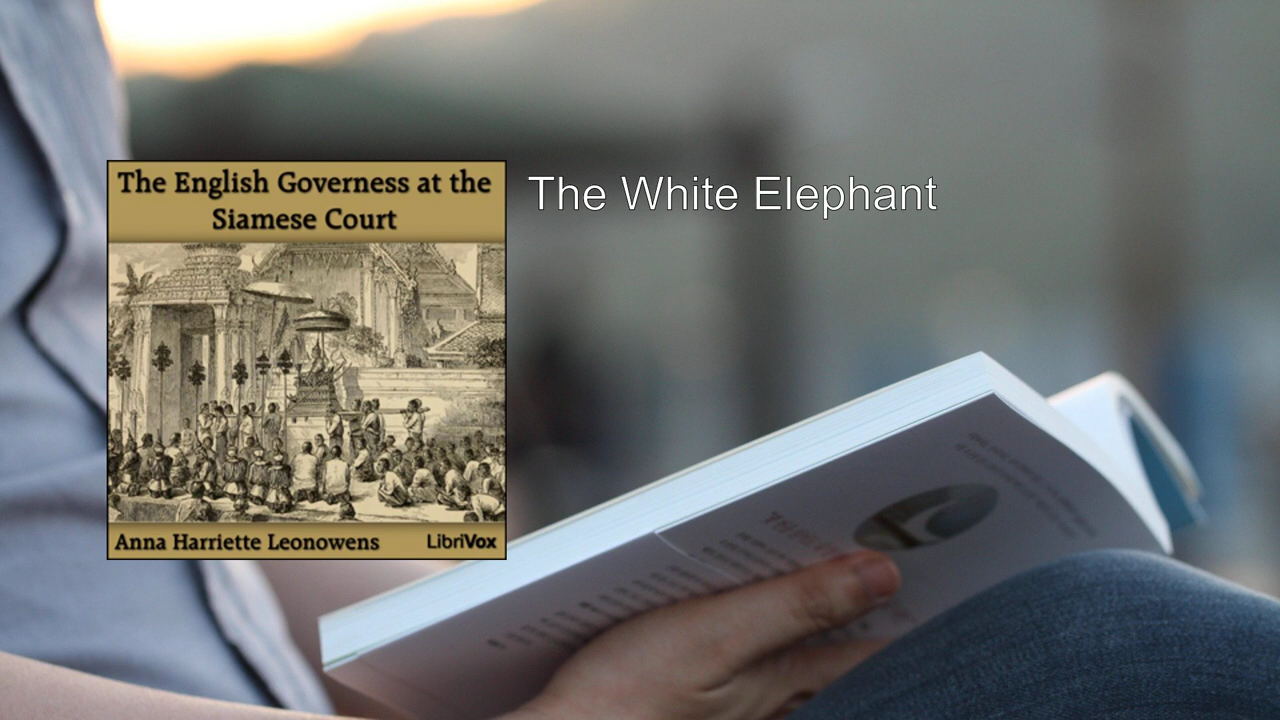 The English Governess at the
Siamese Court
Anna Harriette Leonowens
LibriVox
The White Elephant